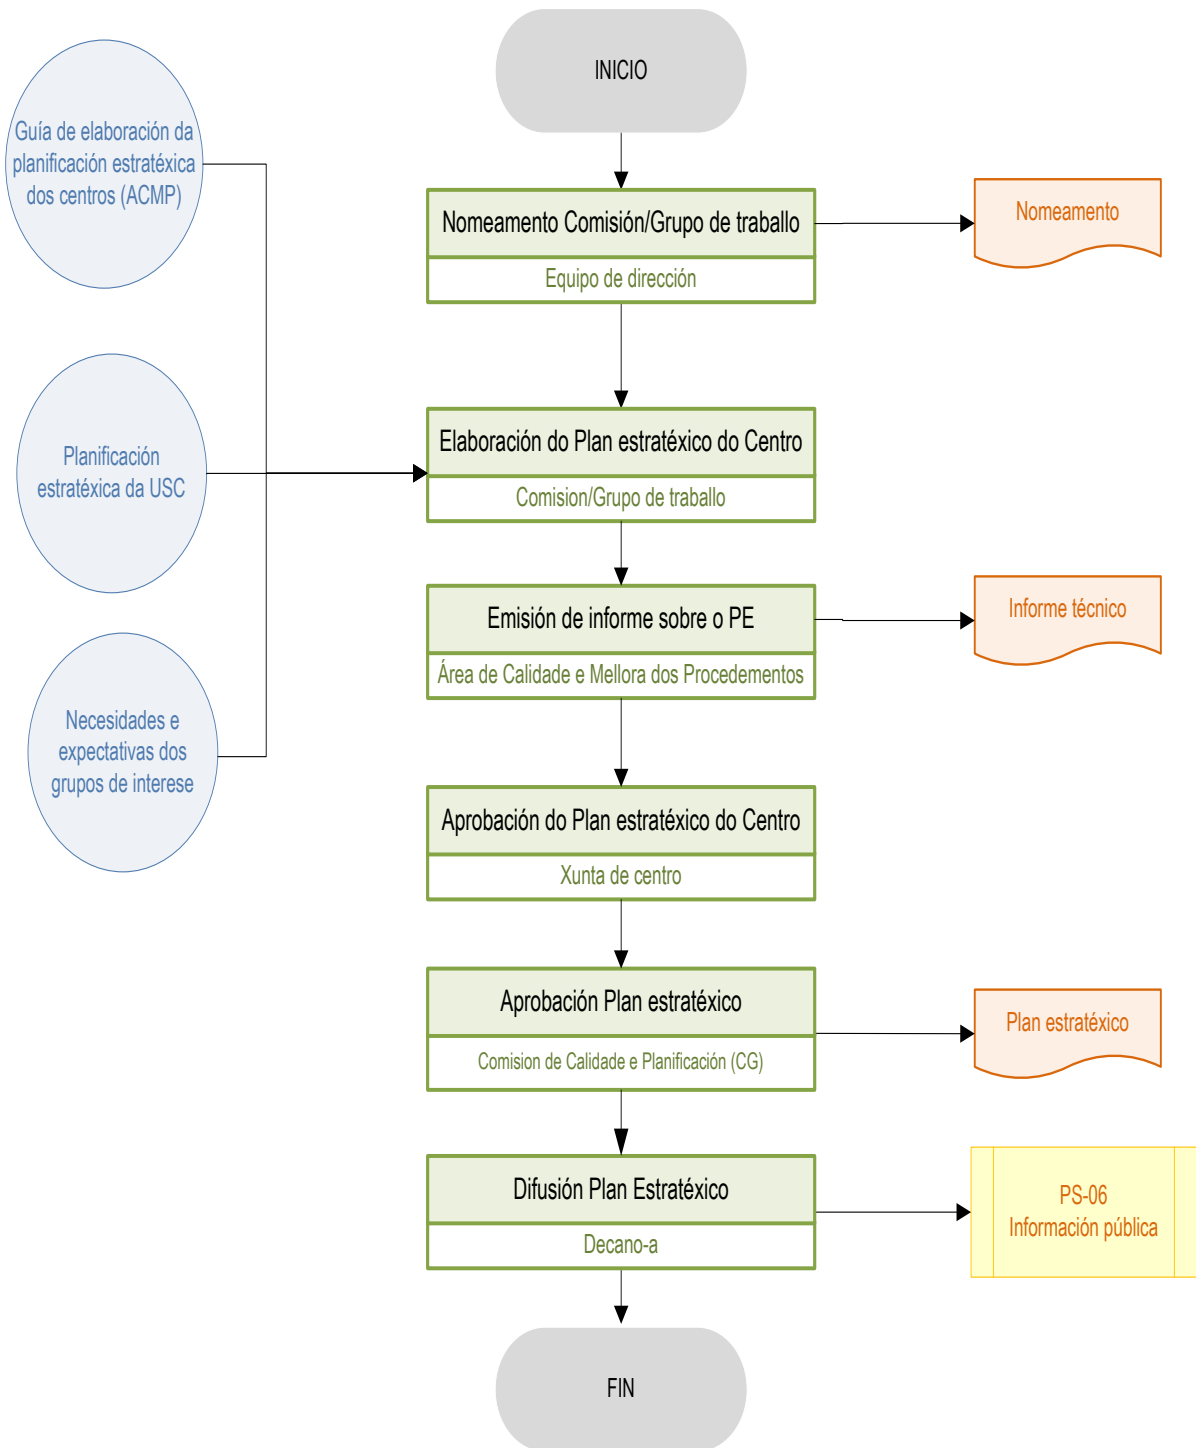 INICIO
Guía de elaboración da
planificación estratéxica
dos centros (ACMP)
Nomeamento Comisión/Grupo de traballo
Equipo de dirección
Nomeamento
Planificación
estratéxica da USC
Elaboración do Plan estratéxico do Centro
Comision/Grupo de traballo
Emisión de informe sobre o PE
Área de Calidade e Mellora dos Procedementos
Informe técnico
Necesidades e
expectativas dos
grupos de interese
Aprobación do Plan estratéxico do Centro
Xunta de centro
Aprobación Plan estratéxico
Comision de Calidade e Planificación (CG)
Plan estratéxico
Difusión Plan Estratéxico
Decano-a
PS-06
Información pública
FIN